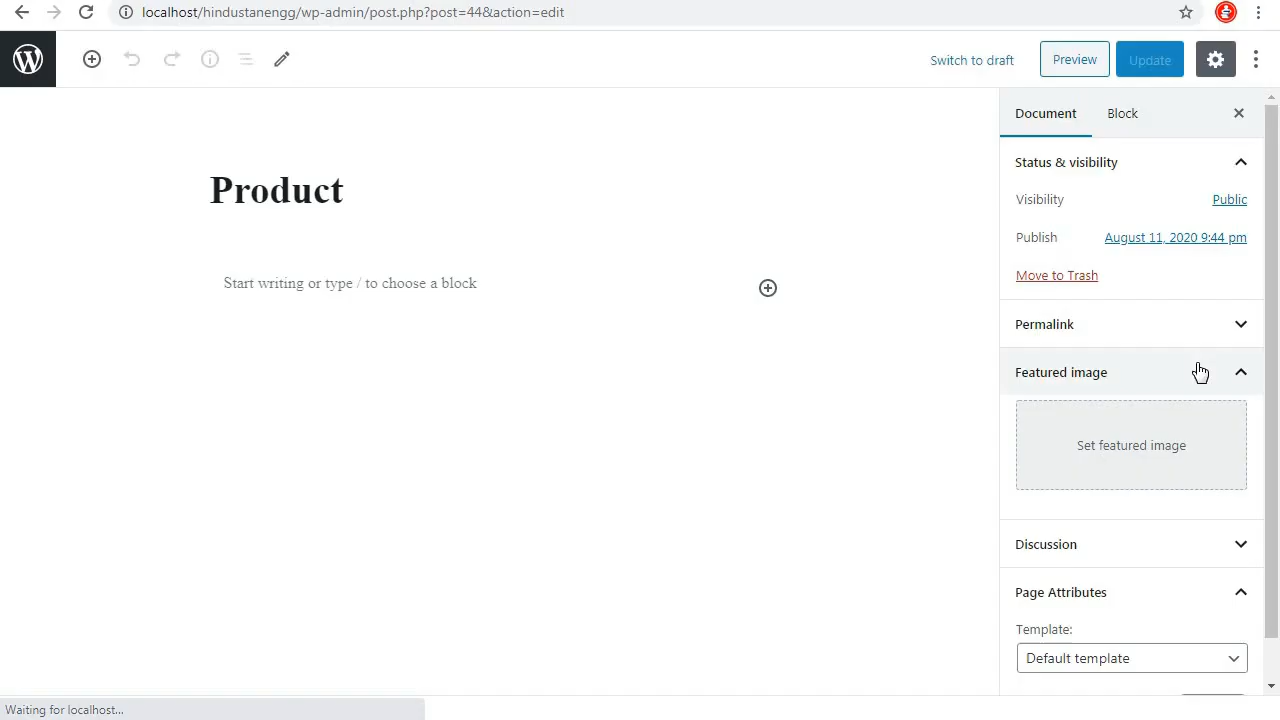 localhost/hindustanengg/wp-admin/post.php?post=44&action=edit
Switch to draft
Preview
Update
Document
Block
Product
Start writing or type / to choose a block
Status & visibility
Visibility
Public
Publish
August 11, 2020 9:44 pm
Move to Trash
Permalink
Featured image
Set featured image
Discussion
Page Attributes
Template:
Default template
Waiting for localhost...